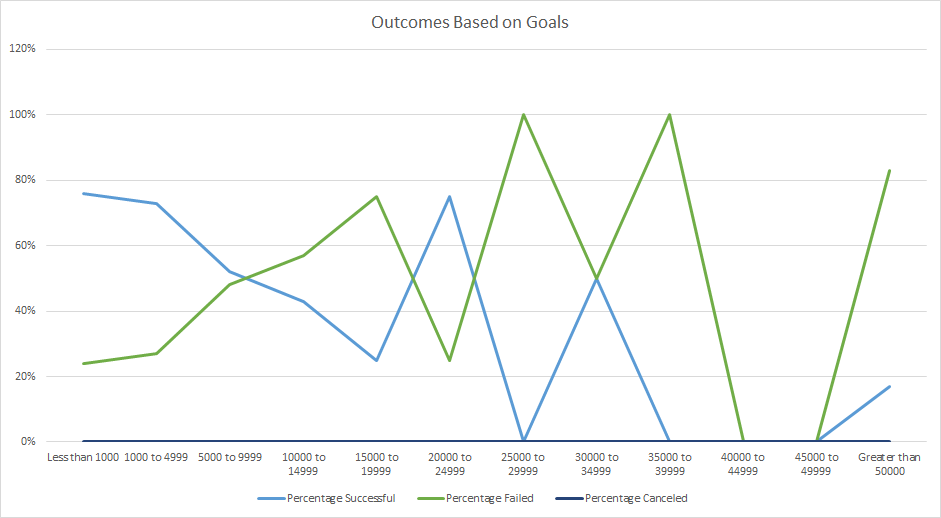 Outcomes Based on Goals
120%
100%
80%
60%
40%
20%
0%
Less than 1000 1000 to 4999 5000 to 9999 10000 to 15000 to 20000 to 25000 to 30000 to 35000 to 40000 to 45000 to Greater than
14999 19999 24999 29999 34999 39999 44999 49999 50000
Percentage Successful Percentage Failed Percentage Canceled